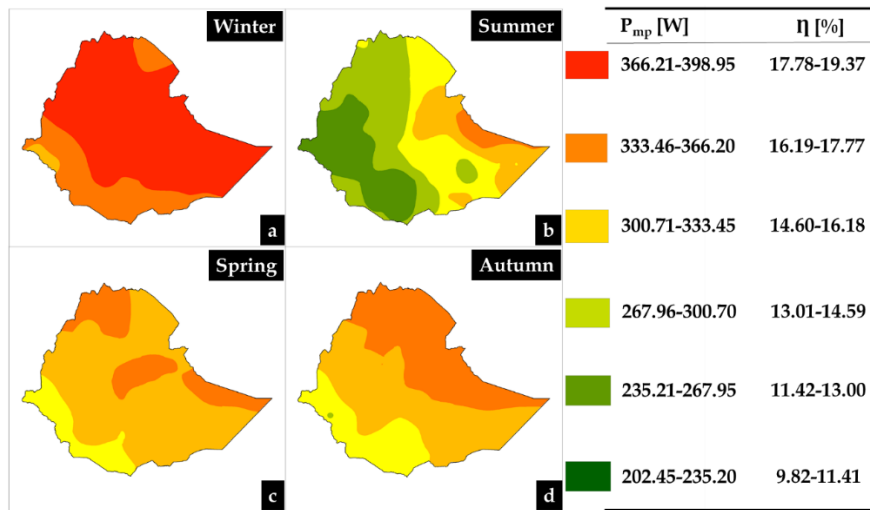 Winter
Summer
a
b
Spring
Autumn
c
d
P_mp [W] η [%]
366.21-398.95 17.78-19.37
333.46-366.20 16.19-17.77
300.71-333.45 14.60-16.18
267.96-300.70 13.01-14.59
235.21-267.95 11.42-13.00
202.45-235.20 9.82-11.41